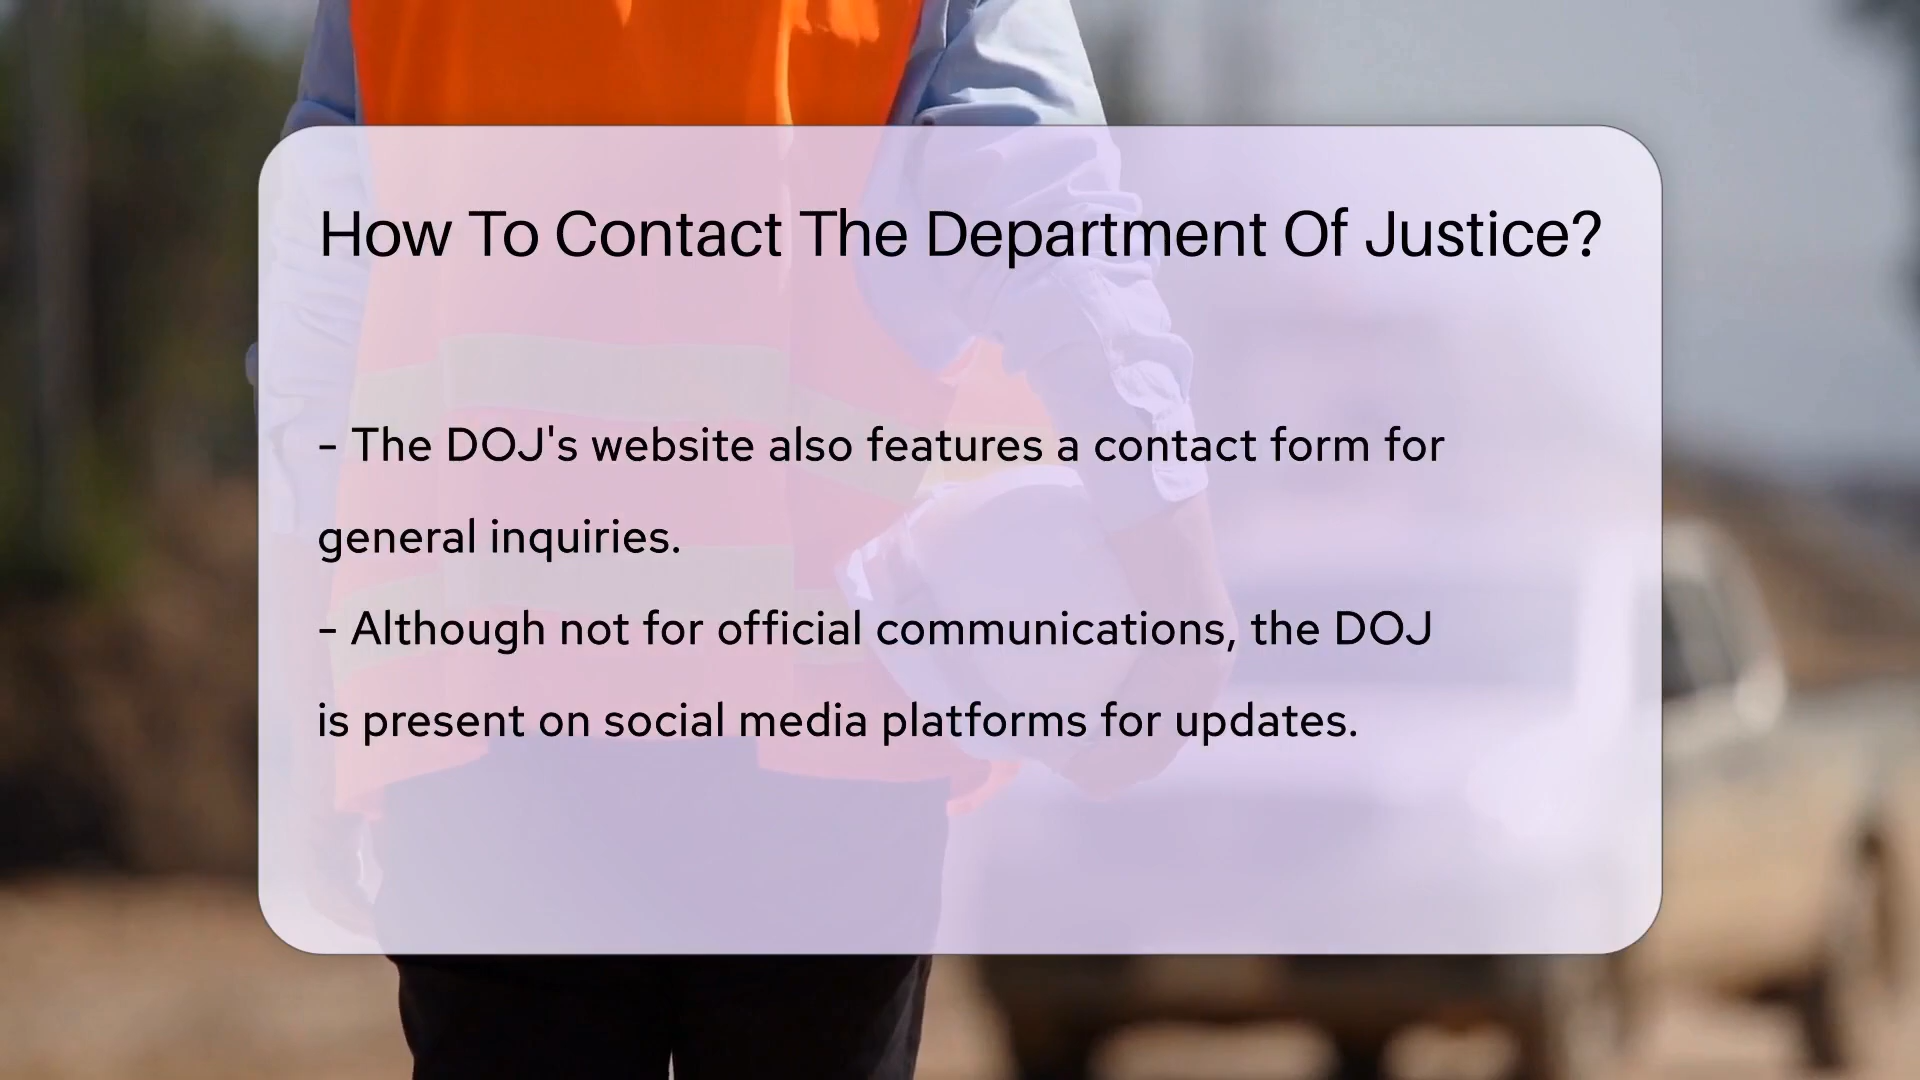 How To Contact The Department Of Justice?
- The DOJ's website also features a contact form for
general inquiries.
- Although not for official communications, the DOJ
is present on social media platforms for updates.